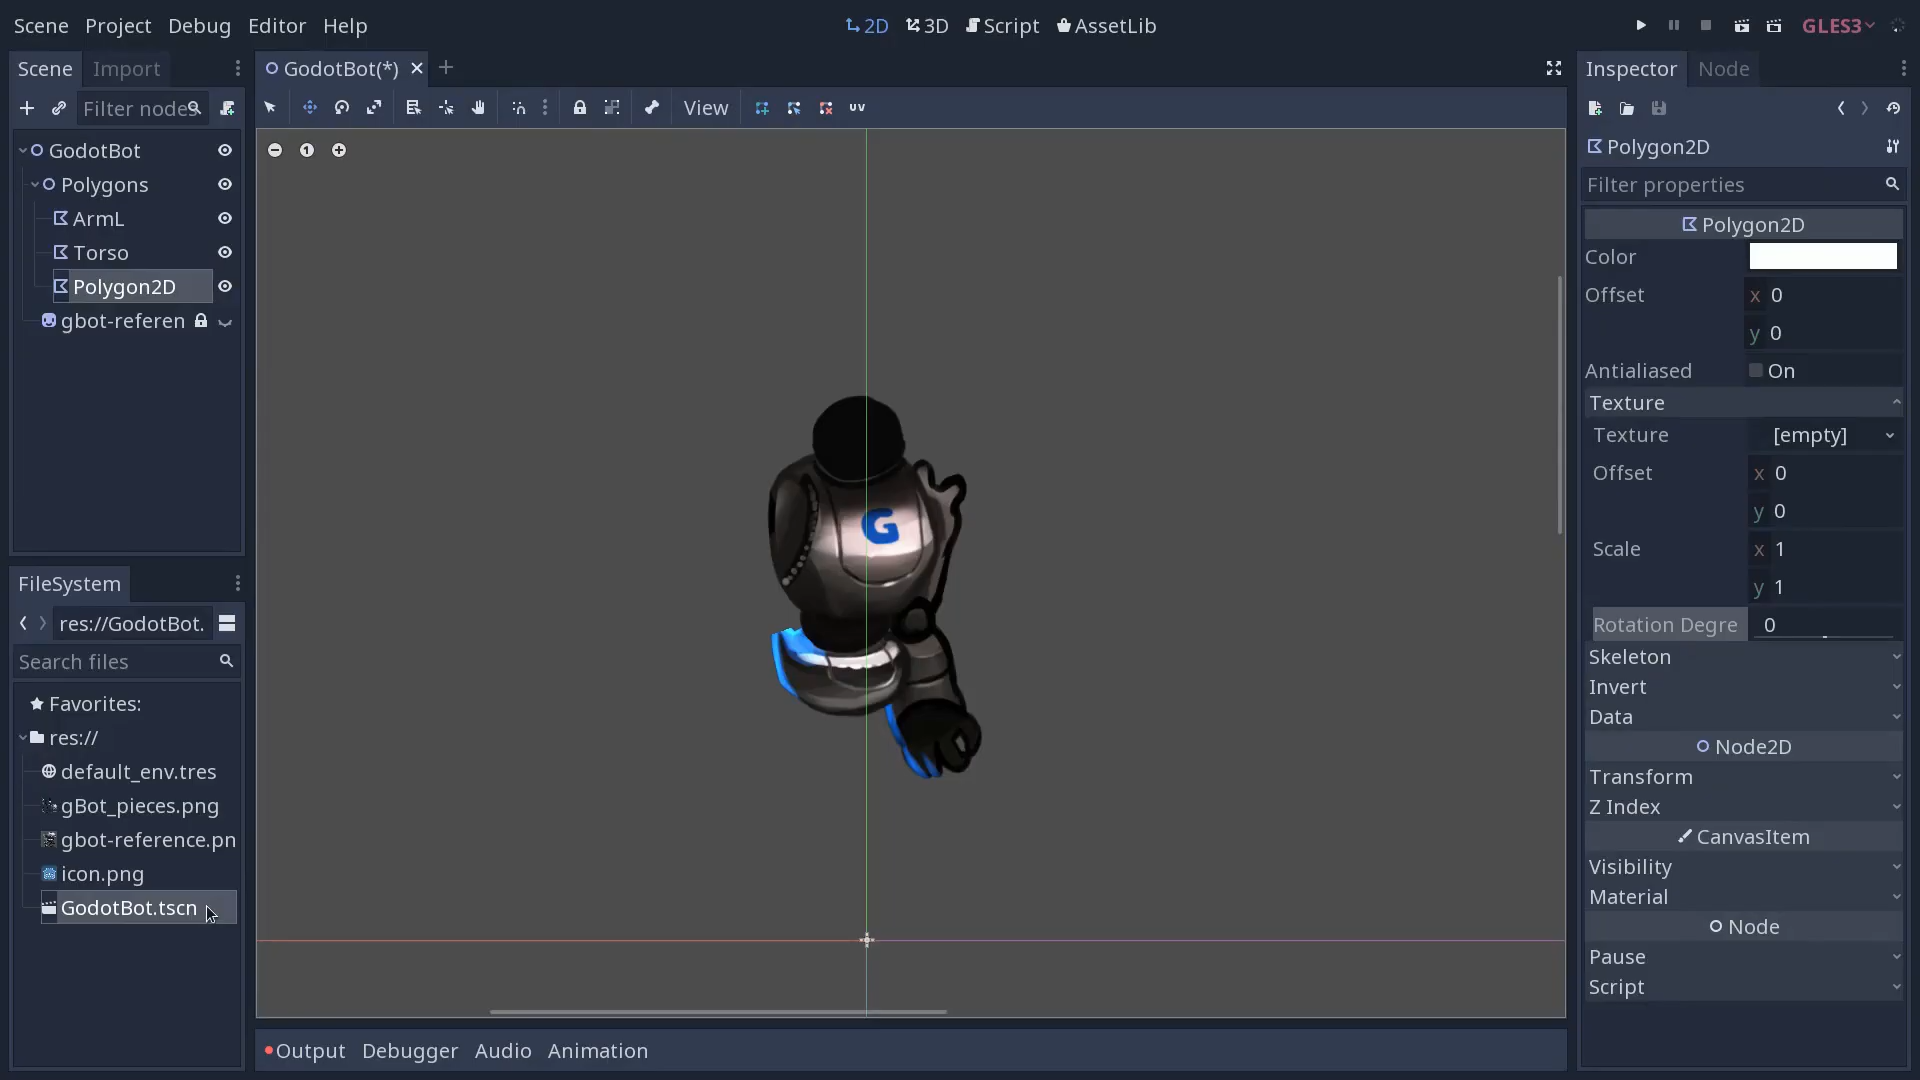 Scene Project Debug Editor Help
2D 3D Script AssetLib
GLES3
Scene Import
Filter nodes
GodotBot
Polygons
ArmL
Torso
Polygon2D
gbot-referen
FileSystem
res://GodotBot.
Search files
Favorites:
res://
default_env.tres
gBot_pieces.png
gbot-reference.pn
icon.png
GodotBot.tscn
GodotBot(*)
View
UV
1
G
Output Debugger Audio Animation
Inspector Node
Polygon2D
Filter properties
Polygon2D
Color
Offset x 0
y 0
Antialiased On
Texture
Texture [empty]
Offset x 0
y 0
Scale x 1
y 1
Rotation Degre 0
Skeleton
Invert
Data
Node2D
Transform
Z Index
CanvasItem
Visibility
Material
Node
Pause
Script